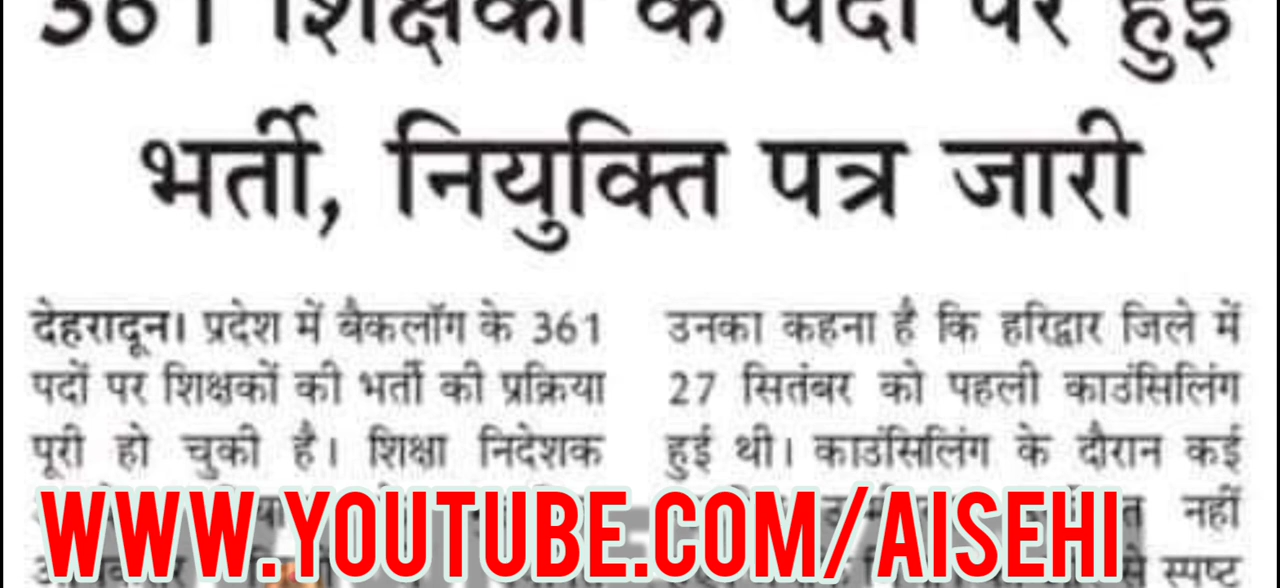 361 शिक्षकों के पदों पर हुई
भर्ती, नियुक्ति पत्र जारी
देहरादून। प्रदेश में बैकलॉग के 361
पदों पर शिक्षकों की भर्ती की प्रक्रिया
पूरी हो चुकी है। शिक्षा निदेशक
उनका कहना है कि हरिद्वार जिले में
27 सितंबर को पहली काउंसिलिंग
हुई थी। काउंसिलिंग के दौरान कई
नहीं
स्पष्ट
WWW.YOUTUBE.COM/AISEHI